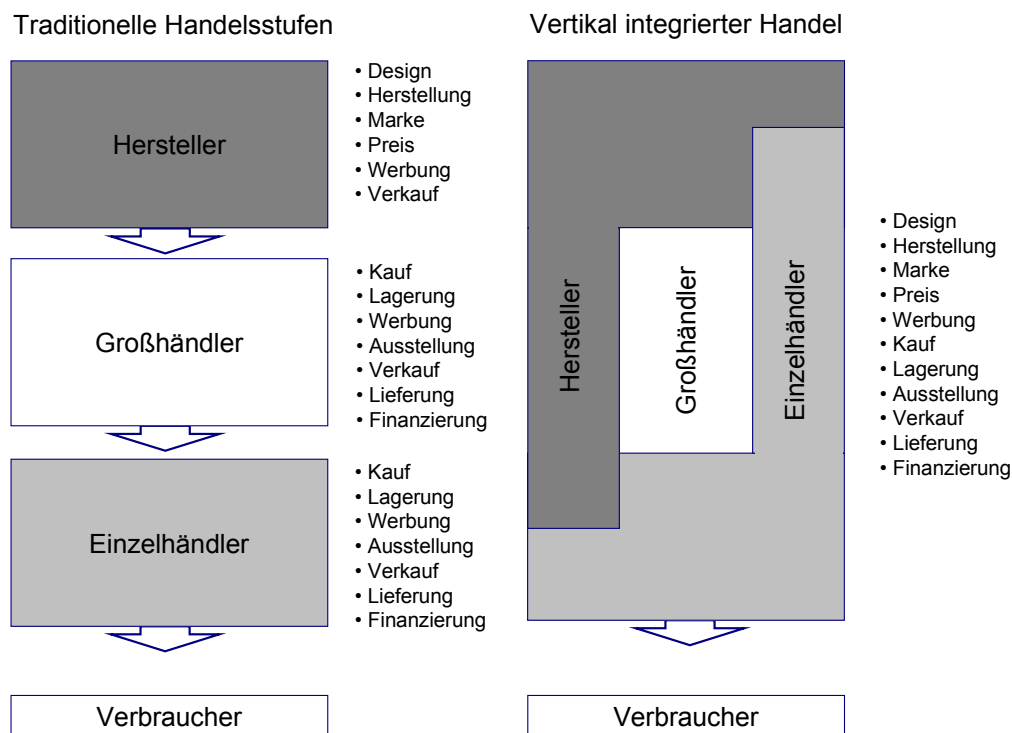 Traditionelle Handelsstufen
Hersteller
• Design
• Herstellung
• Marke
• Preis
• Werbung
• Verkauf
Großhändler
• Kauf
• Lagerung
• Werbung
• Ausstellung
• Verkauf
• Lieferung
• Finanzierung
Einzelhändler
• Kauf
• Lagerung
• Werbung
• Ausstellung
• Verkauf
• Lieferung
• Finanzierung
Verbraucher
Vertikal integrierter Handel
Hersteller
Großhändler
Einzelhändler
• Design
• Herstellung
• Marke
• Preis
• Werbung
• Kauf
• Lagerung
• Ausstellung
• Verkauf
• Lieferung
• Finanzierung
Verbraucher